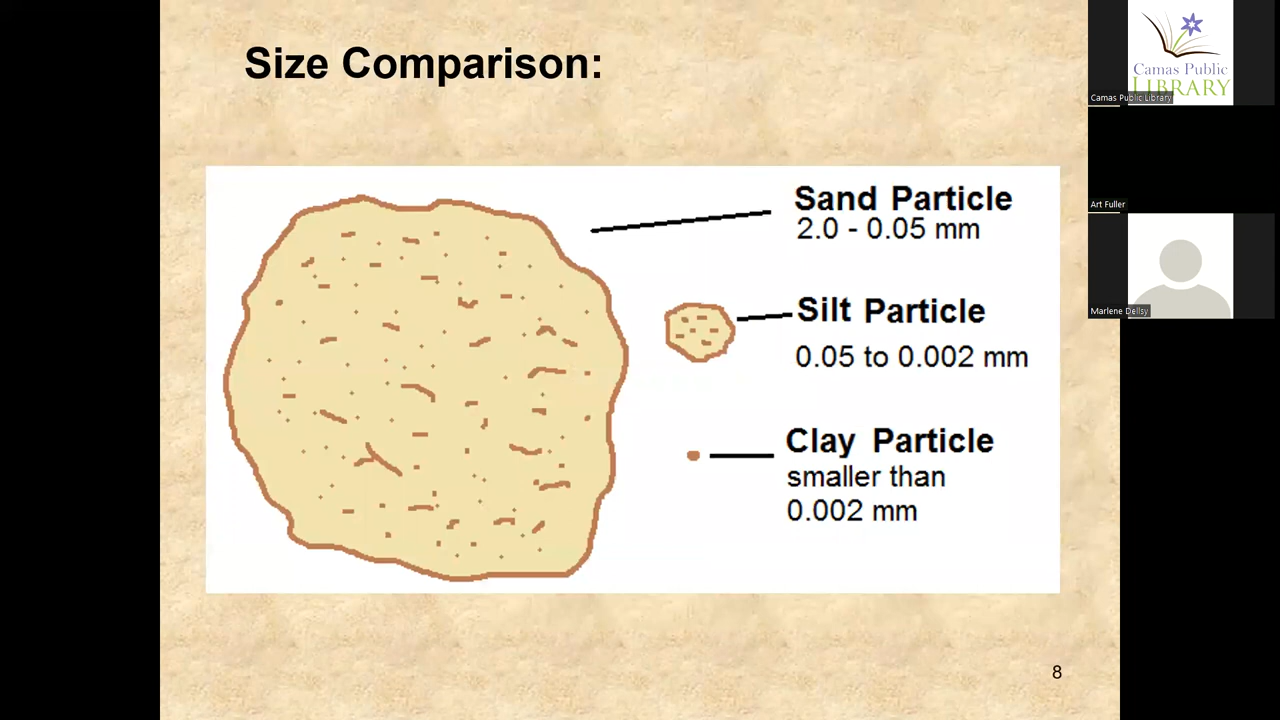 Size Comparison:
Sand Particle
2.0 - 0.05 mm
Silt Particle
0.05 to 0.002 mm
Clay Particle
smaller than
0.002 mm
8
Camas Public
LIBRARY
Camas Public Library
Art Fuller
Marlene Dellsy